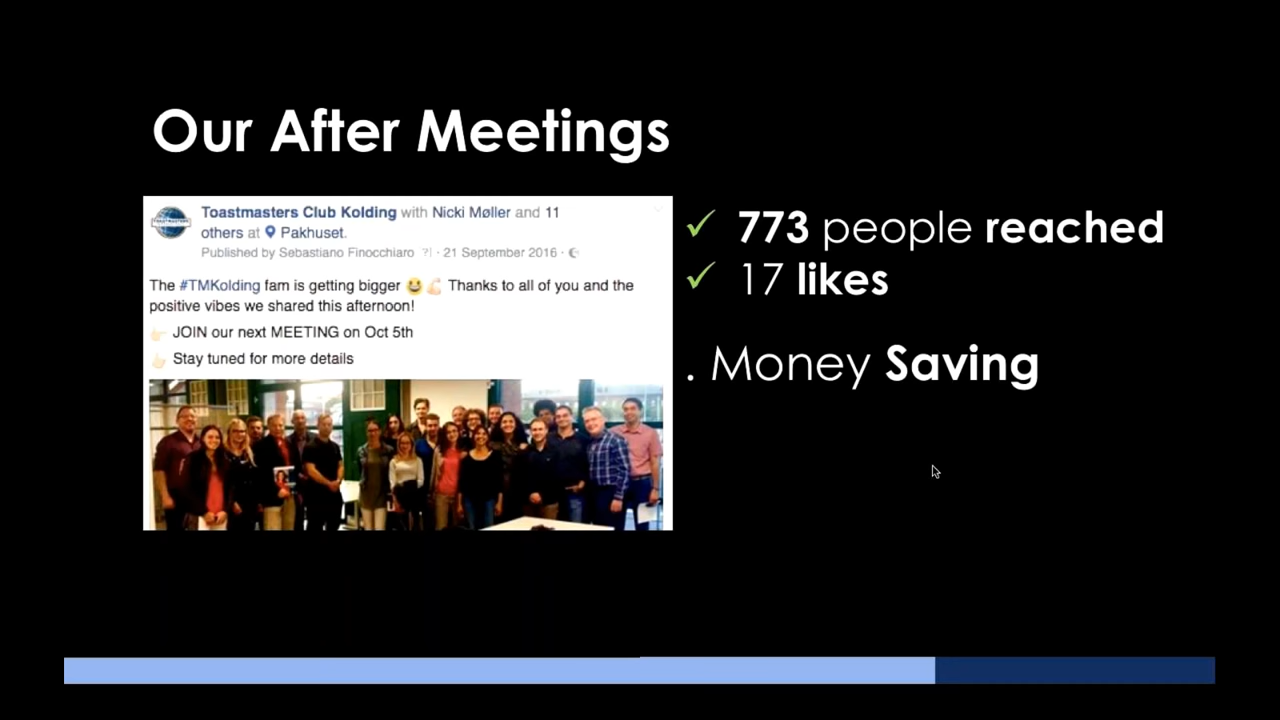 Our After Meetings
Toastmasters Club Kolding with Nicki Møller and 11
others at Pakhuset.
Published by Sebastiano Finocchiaro [?] · 21 September 2016 ·
The #TMKolding fam is getting bigger 😆 💪🏻 Thanks to all of you and the
positive vibes we shared this afternoon!
👉🏻 JOIN our next MEETING on Oct 5th
👆🏻 Stay tuned for more details
✓ 773 people reached
✓ 17 likes
. Money Saving